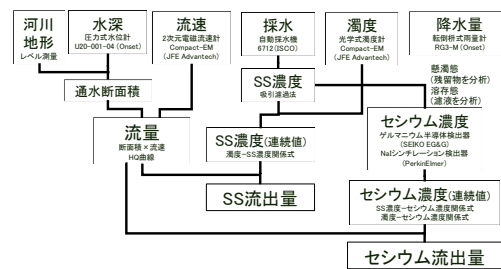 河川
地形
レベル測量
水深
圧力式水位計
U20-001-04 (Onset)
流速
2次元電磁流速計
Compact-EM
(JFE Advantech)
採水
自動採水機
6712(ISCO)
濁度
光学式濁度計
Compact-EM
(JFE Advantech)
降水量
転倒桝式雨量計
RG3-M (Onset)
通水断面積
SS濃度
吸引濾過法
懸濁態
(残留物を分析)
溶存態
(濾液を分析)
流量
断面積×流速
HQ曲線
SS濃度(連続値)
濁度-SS濃度関係式
セシウム濃度
ゲルマニウム半導体検出器
(SEIKO EG&G)
NaIシンチレーション検出器
(PerkinElmer)
SS流出量
セシウム濃度(連続値)
SS濃度-セシウム濃度関係式
濁度-セシウム濃度関係式
セシウム流出量